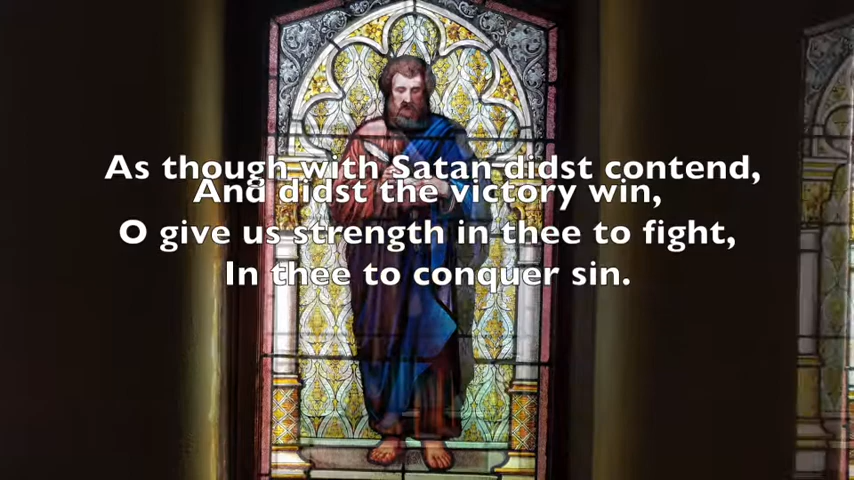 As though with Satan didst contend,
And didst the victory win,
O give us strength in thee to fight,
In thee to conquer sin.